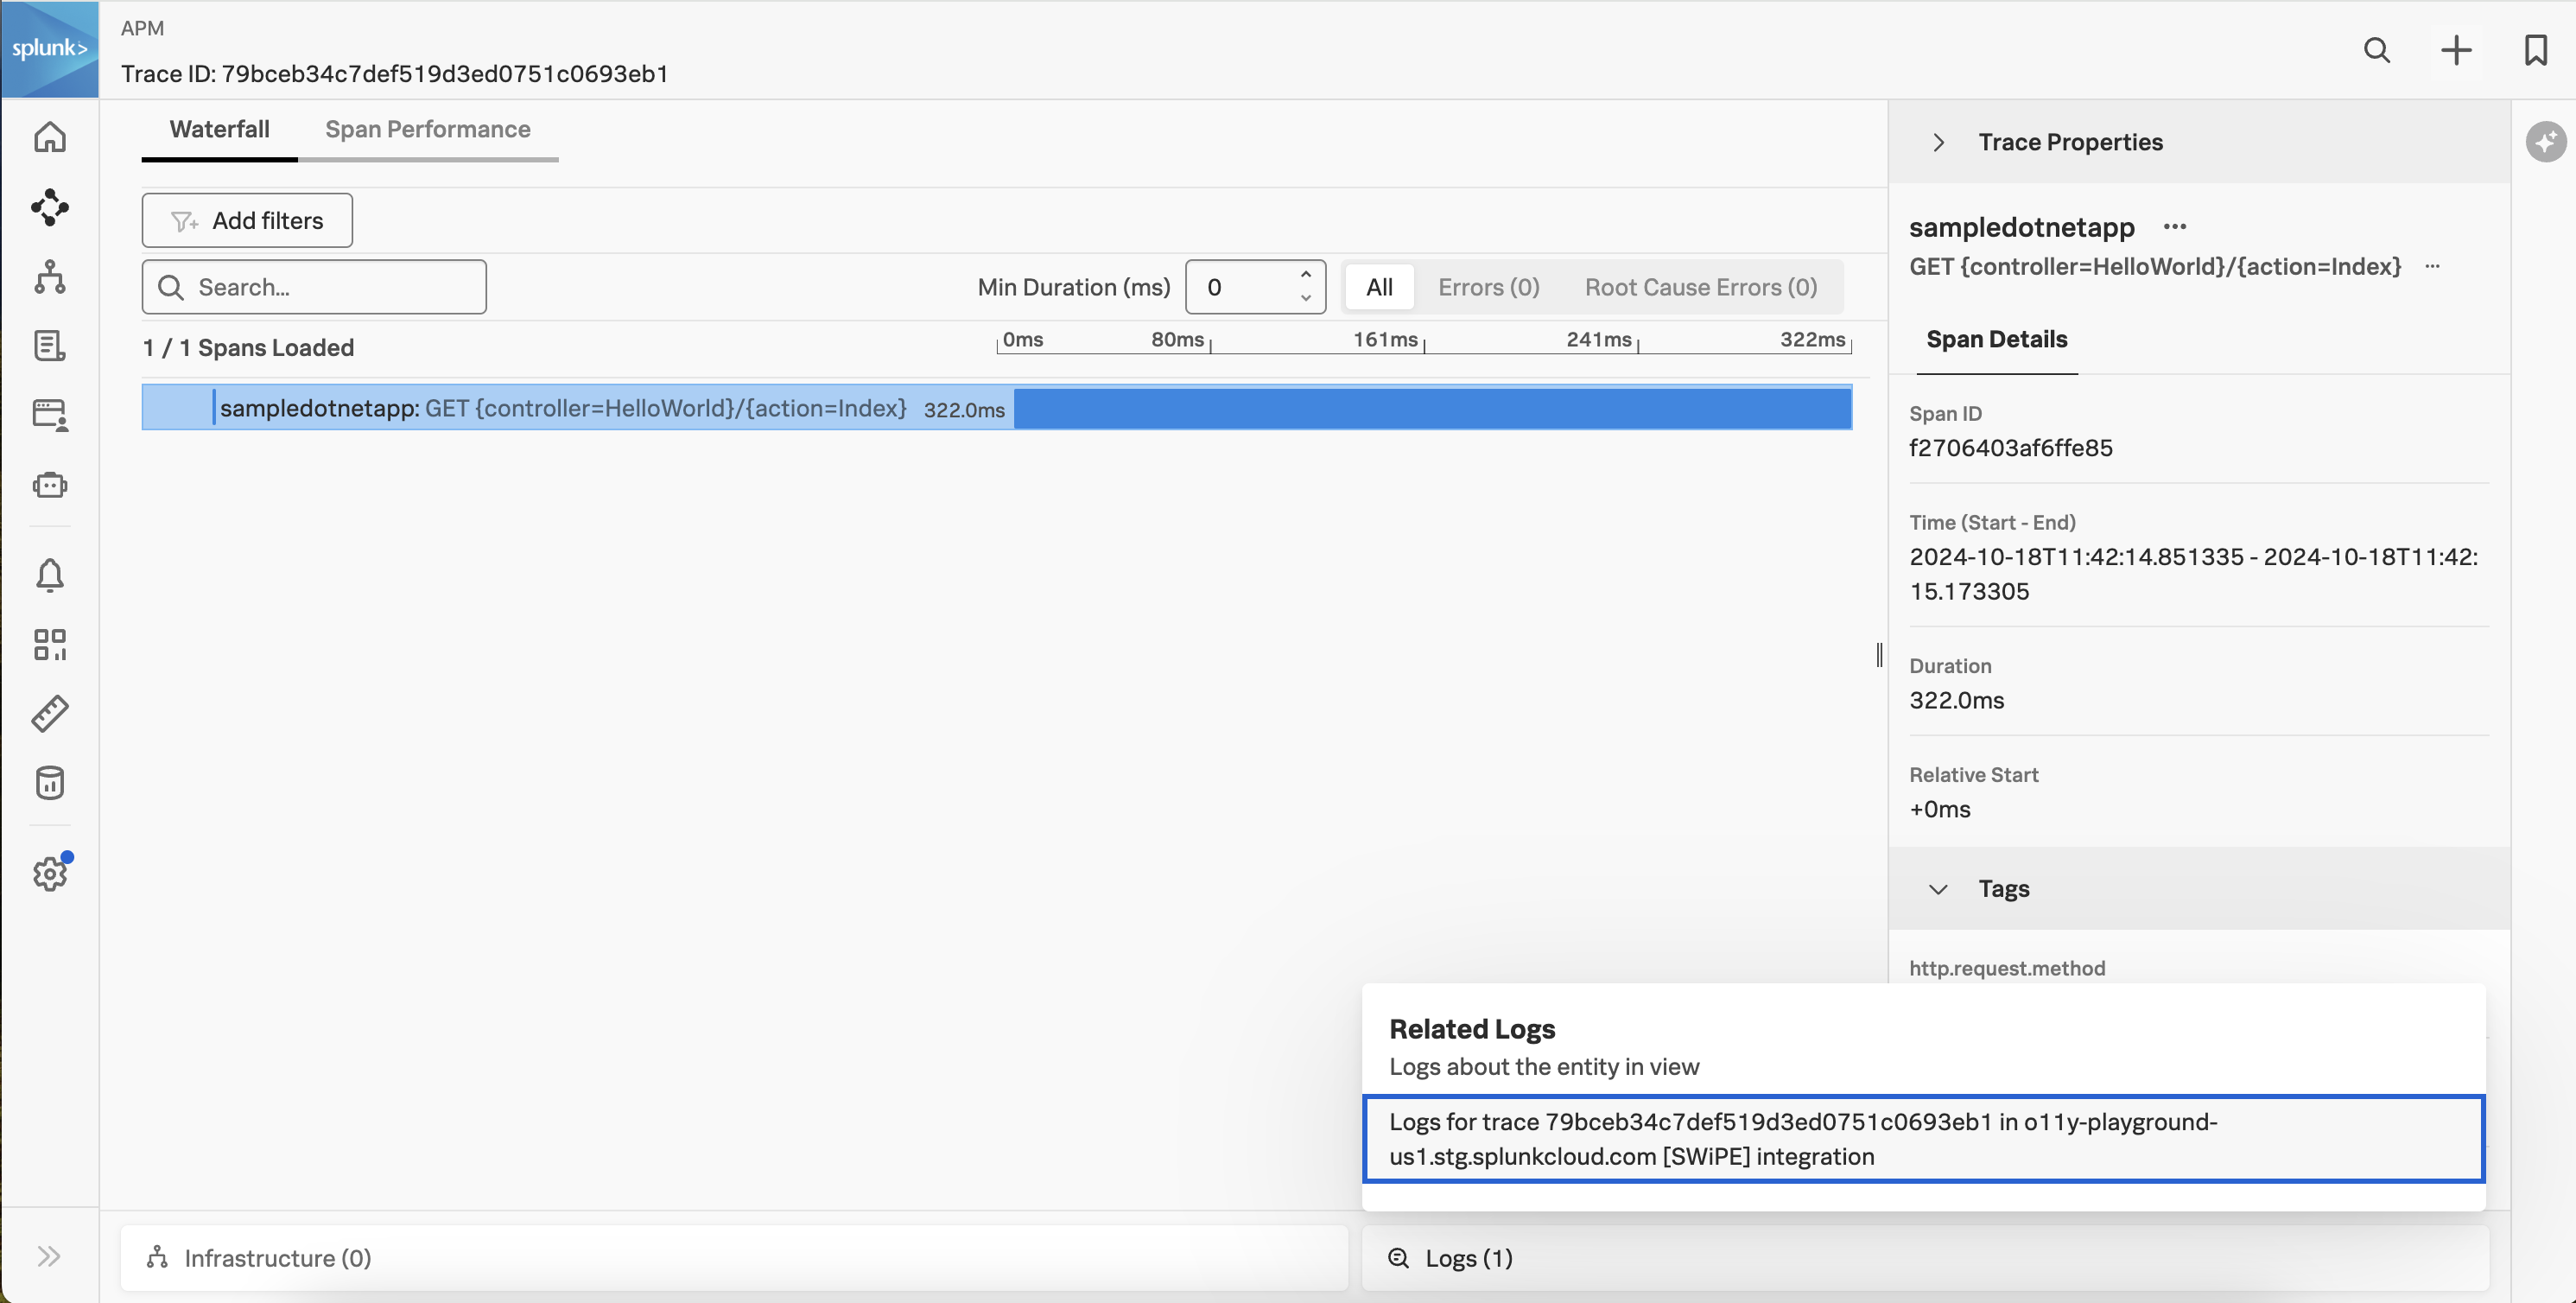 splunk>
APM
Trace ID: 79bceb34c7def519d3ed0751c0693eb1
Waterfall
Span Performance
Add filters
Search...
Min Duration (ms)
0
All
Errors (0)
Root Cause Errors (0)
1 / 1 Spans Loaded
0ms
80ms
161ms
241ms
322ms
sampledotnetapp: GET {controller=HelloWorld}/{action=Index} 322.0ms
Trace Properties
sampledotnetapp ···
GET {controller=HelloWorld}/{action=Index} ···
Span Details
Span ID
f2706403af6ffe85
Time (Start - End)
2024-10-18T11:42:14.851335 - 2024-10-18T11:42:
15.173305
Duration
322.0ms
Relative Start
+0ms
Tags
http.request.method
Related Logs
Logs about the entity in view
Logs for trace 79bceb34c7def519d3ed0751c0693eb1 in o11y-playground-
us1.stg.splunkcloud.com [SWiPE] integration
Infrastructure (0)
Logs (1)